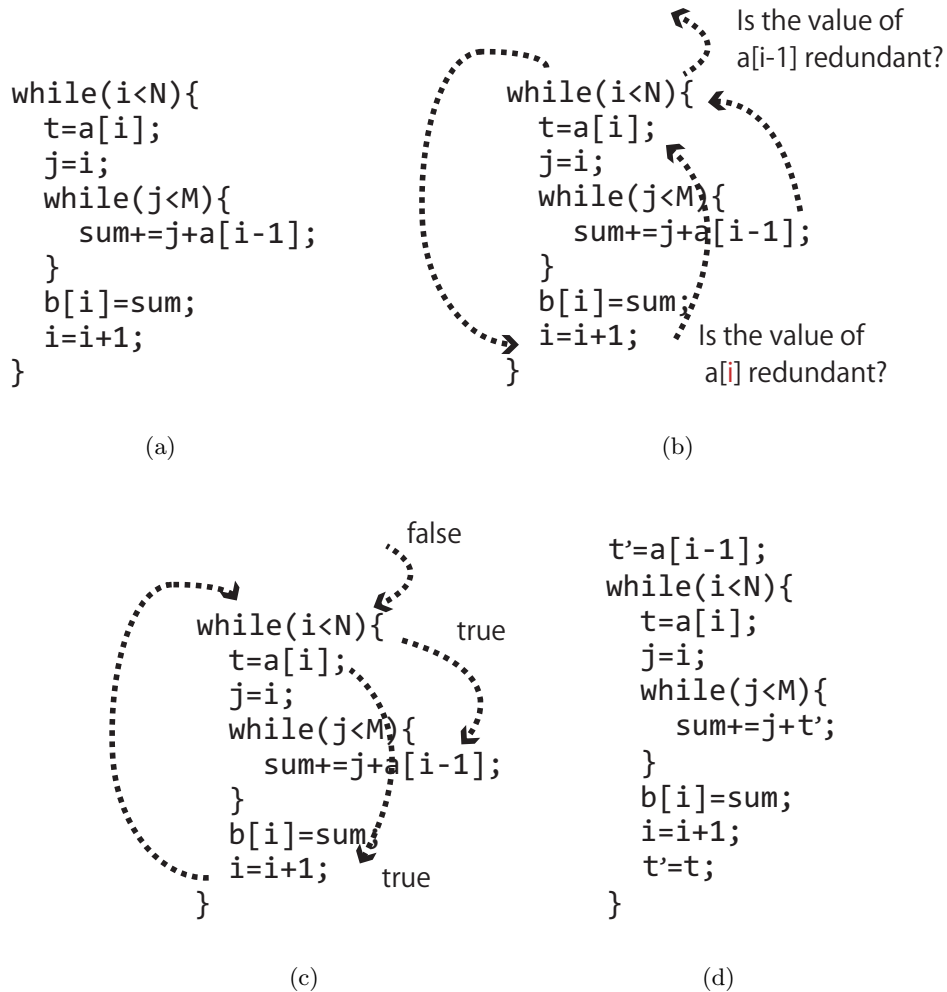 while(i<N){
t=a[i];
j=i;
while(j<M){
sum+=j+a[i-1];
}
b[i]=sum;
i=i+1;
}
(a)
Is the value of
a[i-1] redundant?
while(i<N){
t=a[i];
j=i;
while(j<M){
sum+=j+a[i-1];
}
b[i]=sum;
i=i+1;
}
Is the value of
a[i] redundant?
(b)
false
while(i<N){
true
t=a[i];
j=i;
while(j<M){
sum+=j+a[i-1];
}
b[i]=sum;
i=i+1;
true
}
(c)
t’=a[i-1];
while(i<N){
t=a[i];
j=i;
while(j<M){
sum+=j+t’;
}
b[i]=sum;
i=i+1;
t’=t;
}
(d)